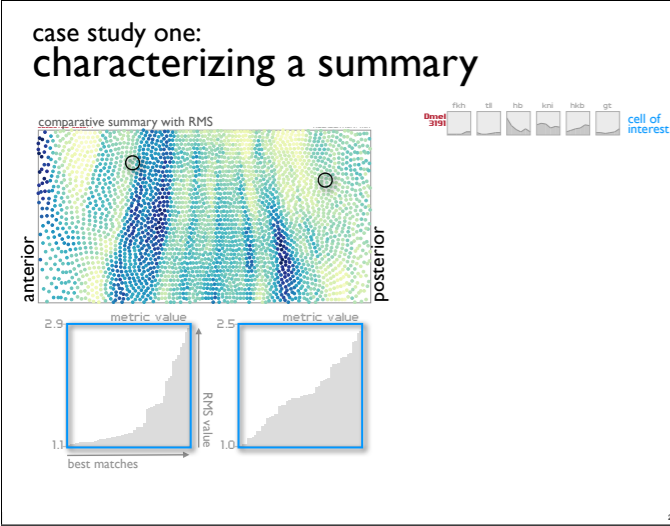 case study one:
characterizing a summary
comparative summary with RMS
fkh tll hb kni hkb gt
Dmel
3191
cell of
interest
anterior
posterior
metric value
2.9
1.1
RMS value
best matches
metric value
2.5
1.0